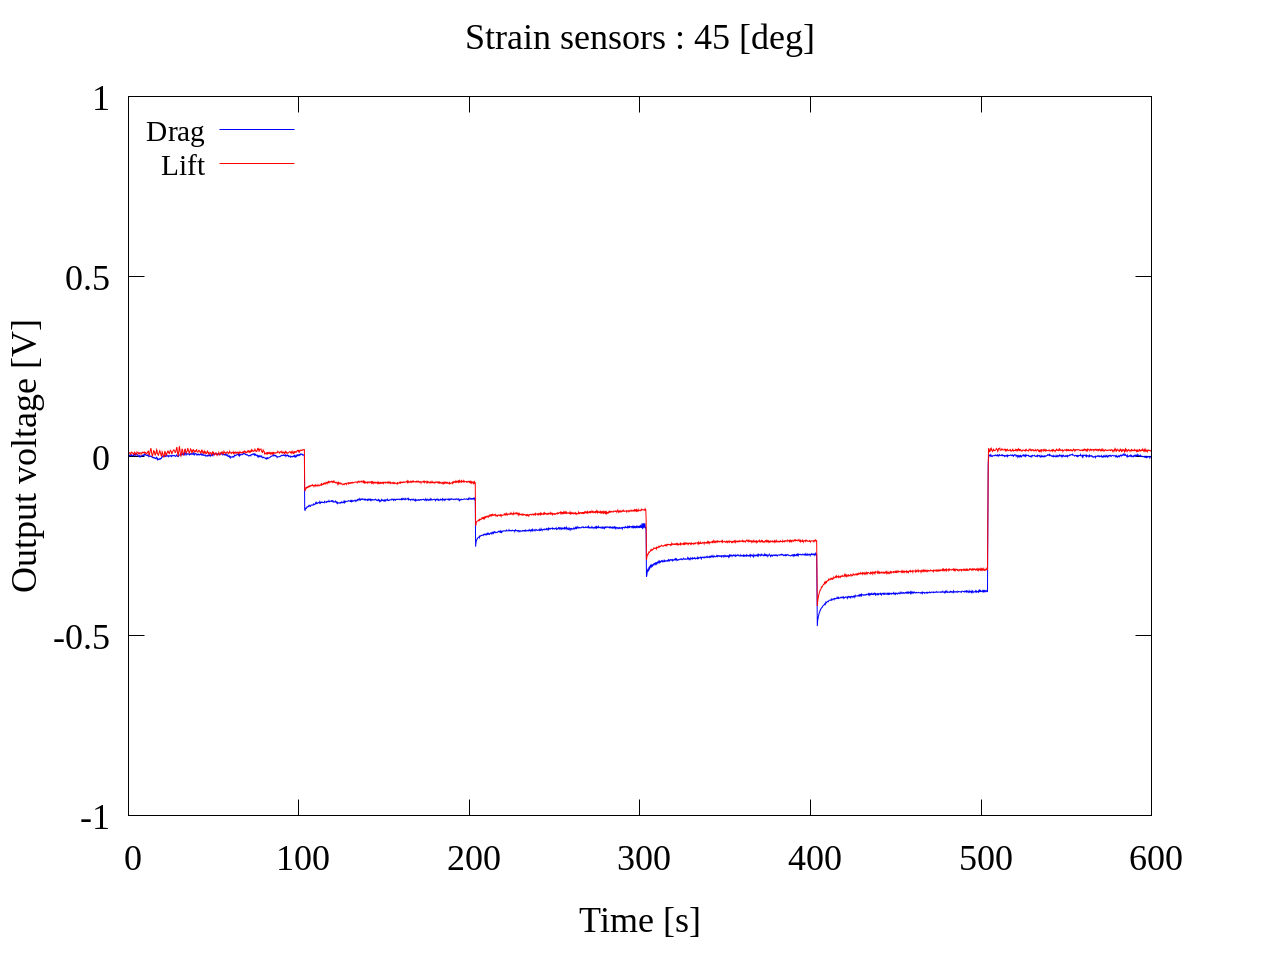 Strain sensors : 45 [deg]
1
Drag
Lift
0.5
0
-0.5
-1
Output voltage [V]
0 100 200 300 400 500 600
Time [s]